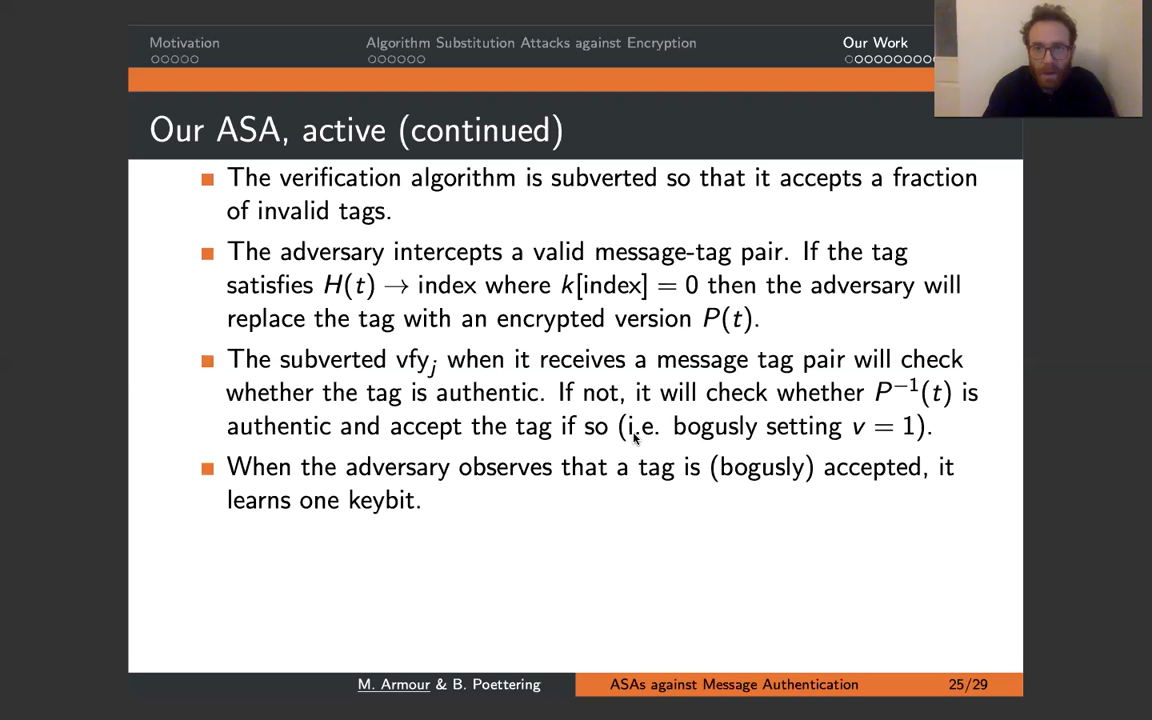 Motivation
Algorithm Substitution Attacks against Encryption
Our Work
Our ASA, active (continued)
The verification algorithm is subverted so that it accepts a fraction
of invalid tags.
The adversary intercepts a valid message-tag pair. If the tag
satisfies H(t) → index where k[index] = 0 then the adversary will
replace the tag with an encrypted version P(t).
The subverted vfy_j when it receives a message tag pair will check
whether the tag is authentic. If not, it will check whether P⁻¹(t) is
authentic and accept the tag if so (i.e. bogusly setting v = 1).
When the adversary observes that a tag is (bogusly) accepted, it
learns one keybit.
M. Armour & B. Poettering
ASAs against Message Authentication
25/29